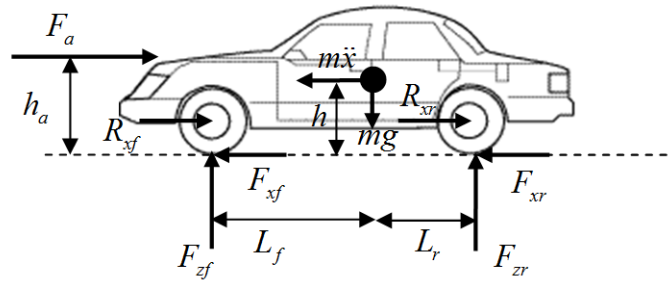 F_a
mẍ
h_a
h
R_xf
R_xr
mg
F_xf
F_xr
L_f
L_r
F_zf
F_zr